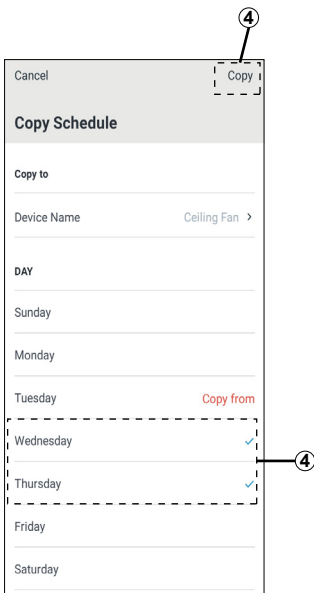 ④
Cancel Copy
Copy Schedule
Copy to
Device Name Ceiling Fan >
DAY
Sunday
Monday
Tuesday Copy from
Wednesday ✓
④
Thursday ✓
Friday
Saturday